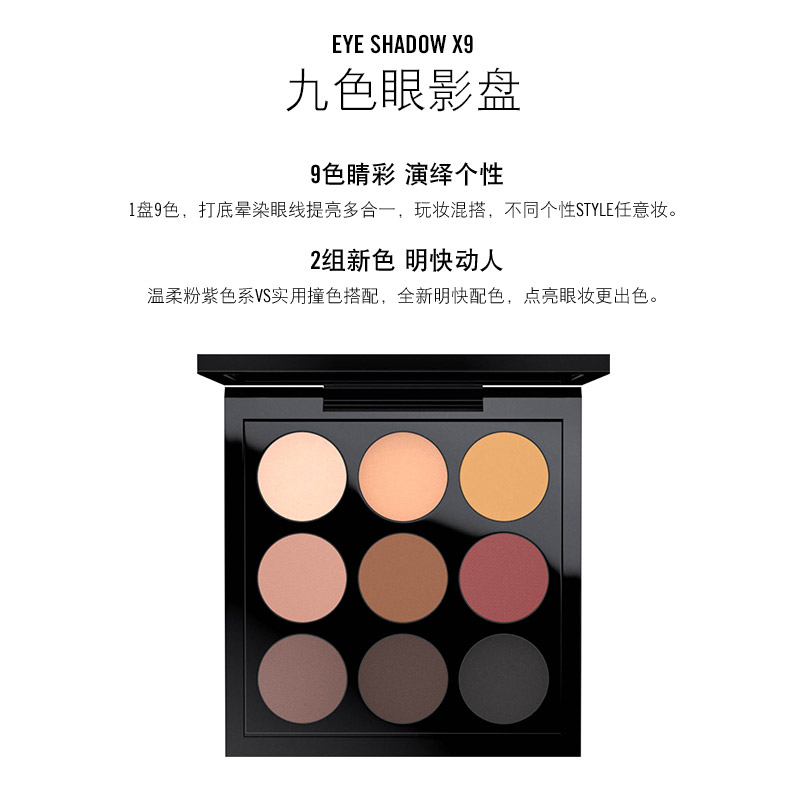 EYE SHADOW X9
九色眼影盘
9色睛彩 演绎个性
1盘9色，打底晕染眼线提亮多合一，玩妆混搭，不同个性STYLE任意妆。
2组新色 明快动人
温柔粉紫色系VS实用撞色搭配，全新明快配色，点亮眼妆更出色。